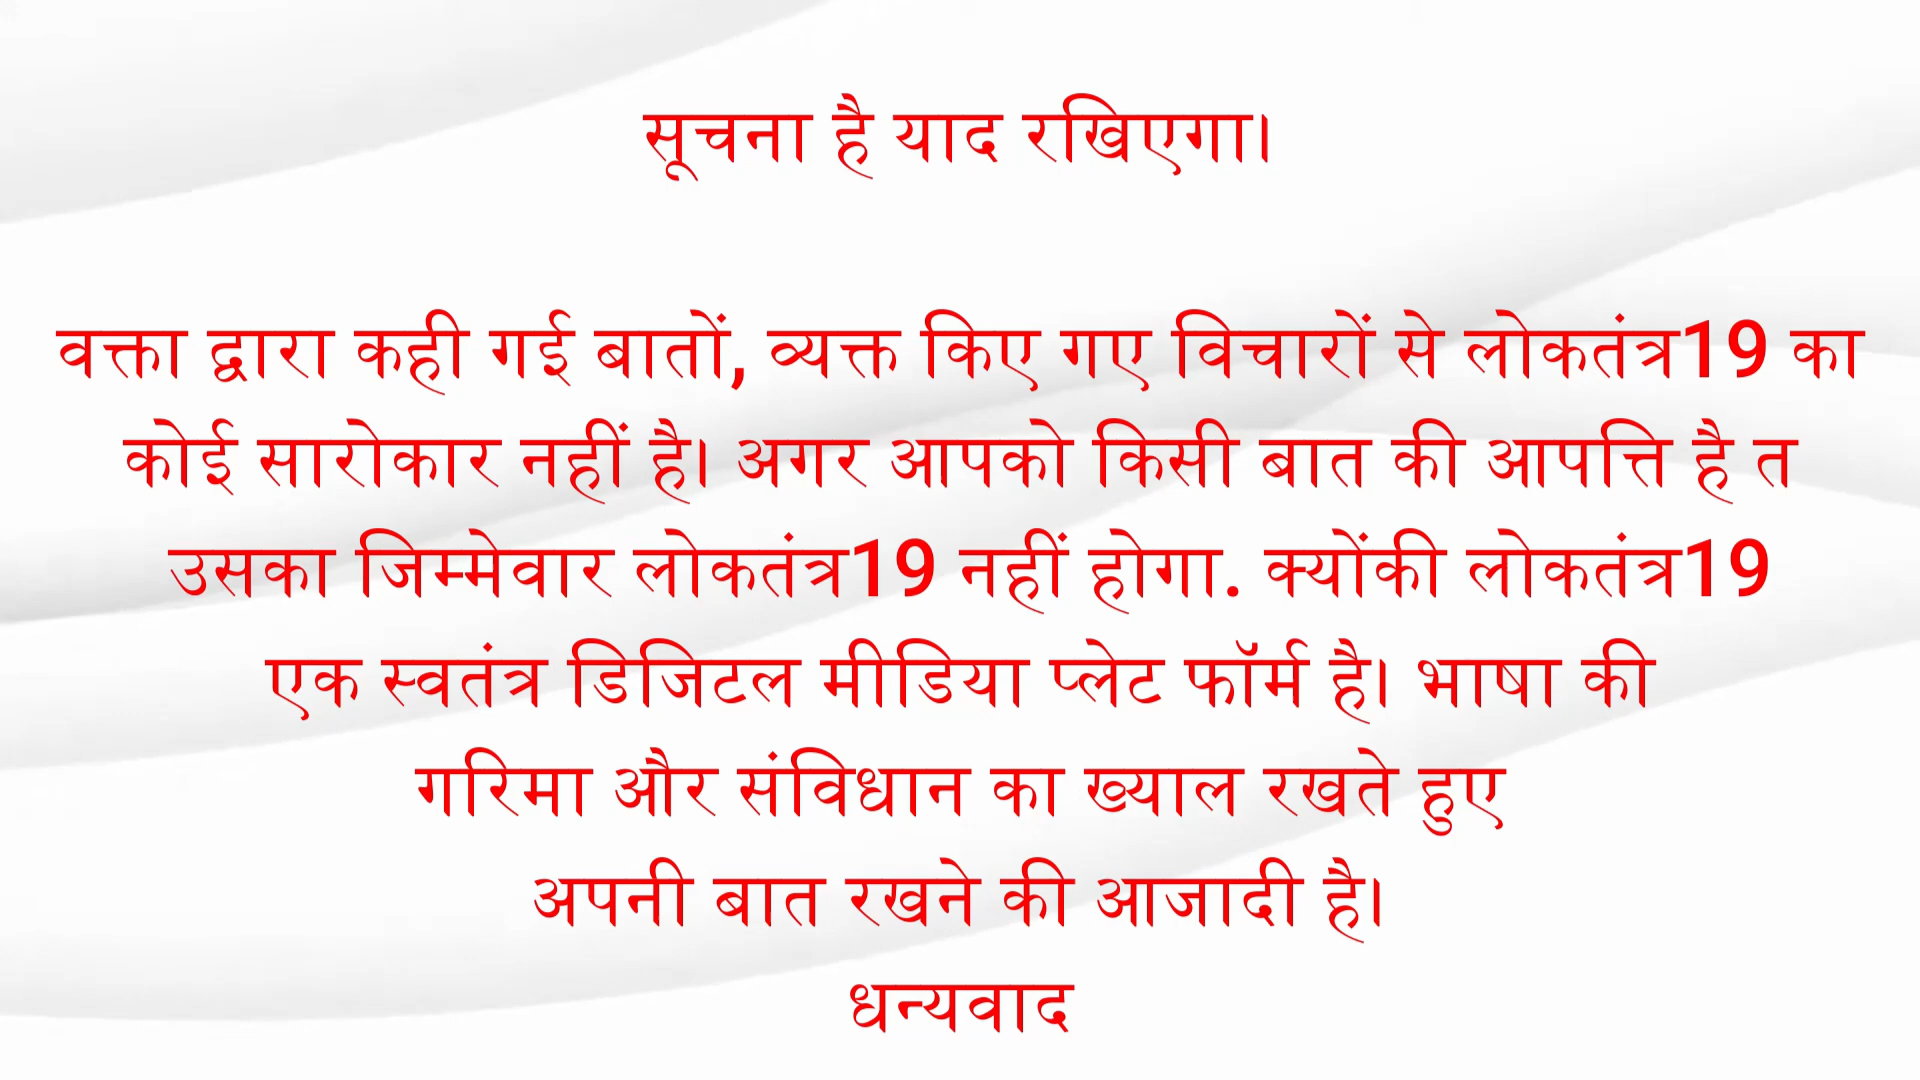 सूचना है याद रखिएगा।
वक्ता द्वारा कही गई बातों, व्यक्त किए गए विचारों से लोकतंत्र19 का
कोई सारोकार नहीं है। अगर आपको किसी बात की आपत्ति है त
उसका जिम्मेवार लोकतंत्र19 नहीं होगा. क्योंकी लोकतंत्र19
एक स्वतंत्र डिजिटल मीडिया प्लेट फॉर्म है। भाषा की
गरिमा और संविधान का ख्याल रखते हुए
अपनी बात रखने की आजादी है।
धन्यवाद